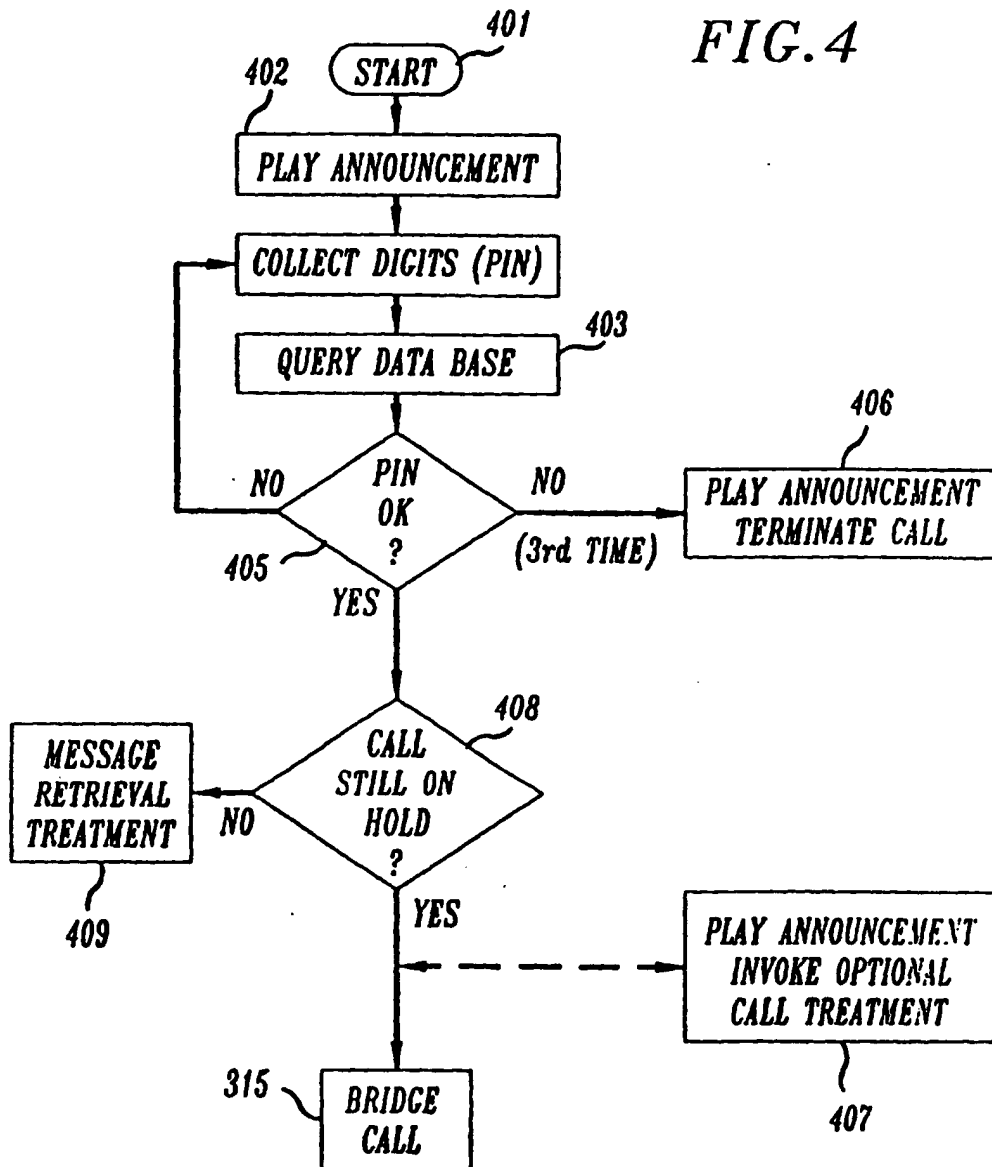 FIG. 4
401
START
402
PLAY ANNOUNCEMENT
COLLECT DIGITS (PIN)
403
QUERY DATA BASE
PIN
OK
?
405
NO
NO
(3rd TIME)
406
PLAY ANNOUNCEMENT
TERMINATE CALL
YES
408
CALL
STILL ON
HOLD
?
NO
MESSAGE
RETRIEVAL
TREATMENT
409
YES
PLAY ANNOUNCEMENT
INVOKE OPTIONAL
CALL TREATMENT
407
315
BRIDGE
CALL